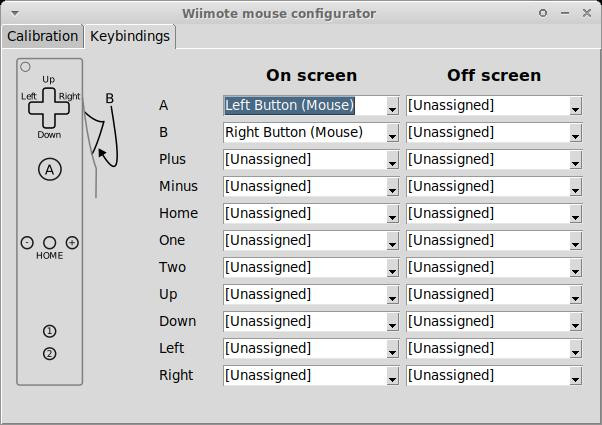 Wiimote mouse configurator
Calibration Keybindings
On screen Off screen
Up
Left Right B
Down
A
- +
HOME
1
2
A Left Button (Mouse) [Unassigned]
B Right Button (Mouse) [Unassigned]
Plus [Unassigned] [Unassigned]
Minus [Unassigned] [Unassigned]
Home [Unassigned] [Unassigned]
One [Unassigned] [Unassigned]
Two [Unassigned] [Unassigned]
Up [Unassigned] [Unassigned]
Down [Unassigned] [Unassigned]
Left [Unassigned] [Unassigned]
Right [Unassigned] [Unassigned]